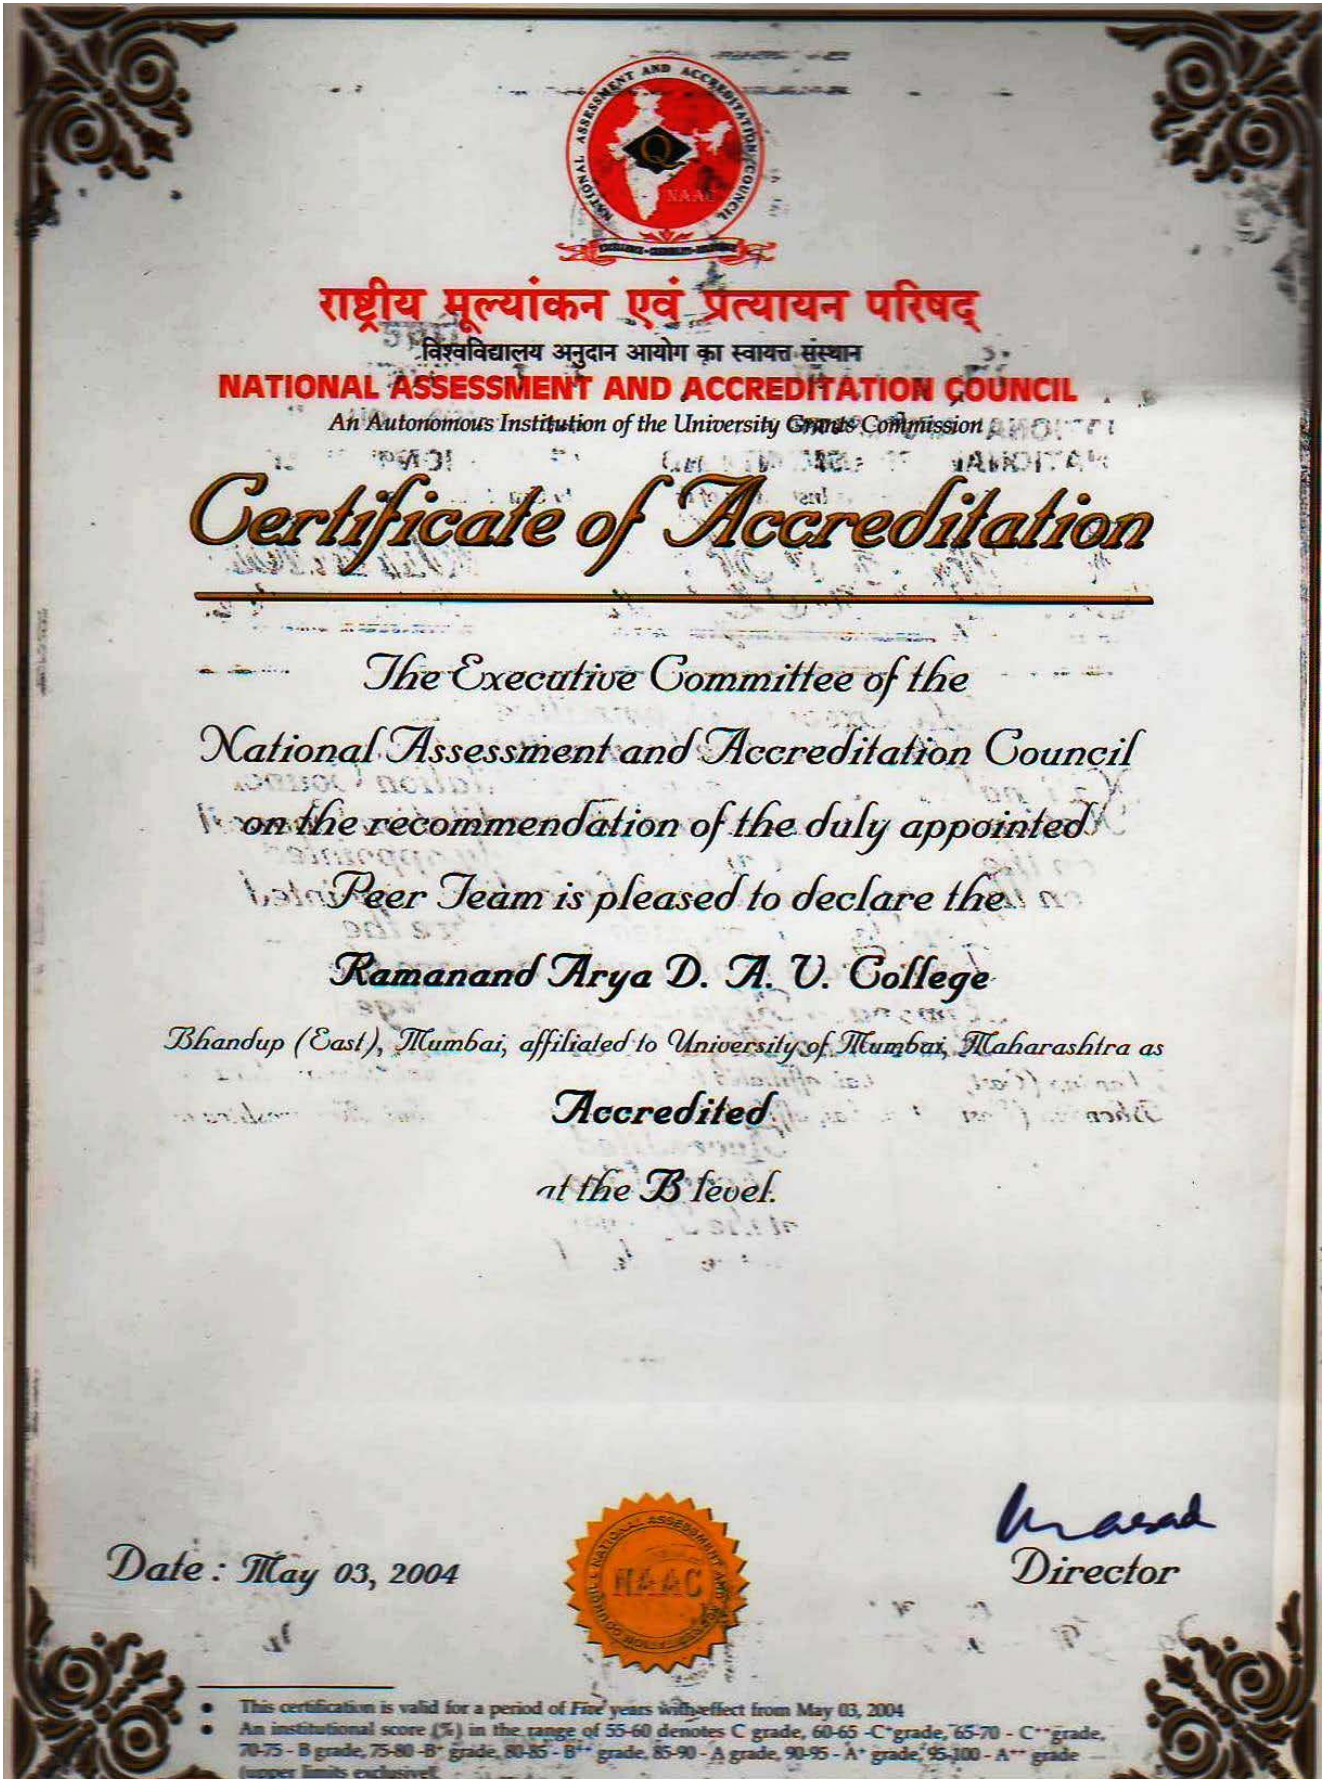 NATIONAL ASSESSMENT AND ACCREDITATION COUNCIL
Q
NAAC
राष्ट्रीय मूल्यांकन एवं प्रत्यायन परिषद्
विश्वविद्यालय अनुदान आयोग का स्वायत्त संस्थान
NATIONAL ASSESSMENT AND ACCREDITATION COUNCIL
An Autonomous Institution of the University Grants Commission
Certificate of Accreditation
The Executive Committee of the
National Assessment and Accreditation Council
on the recommendation of the duly appointed
Peer Team is pleased to declare the
Ramanand Arya D. A. V. College
Bhandup (East), Mumbai, affiliated to University of Mumbai, Maharashtra as
Accredited
at the B level.
Date : May 03, 2004
NAAC
Director
• This certification is valid for a period of Five years with effect from May 03, 2004
• An institutional score (%) in the range of 55-60 denotes C grade, 60-65 -C⁺grade, 65-70 - C⁺⁺grade,
70-75 - B grade, 75-80 -B⁺ grade, 80-85 - B⁺⁺ grade, 85-90 - A grade, 90-95 - A⁺ grade, 95-100 - A⁺⁺ grade
(upper limits exclusive)